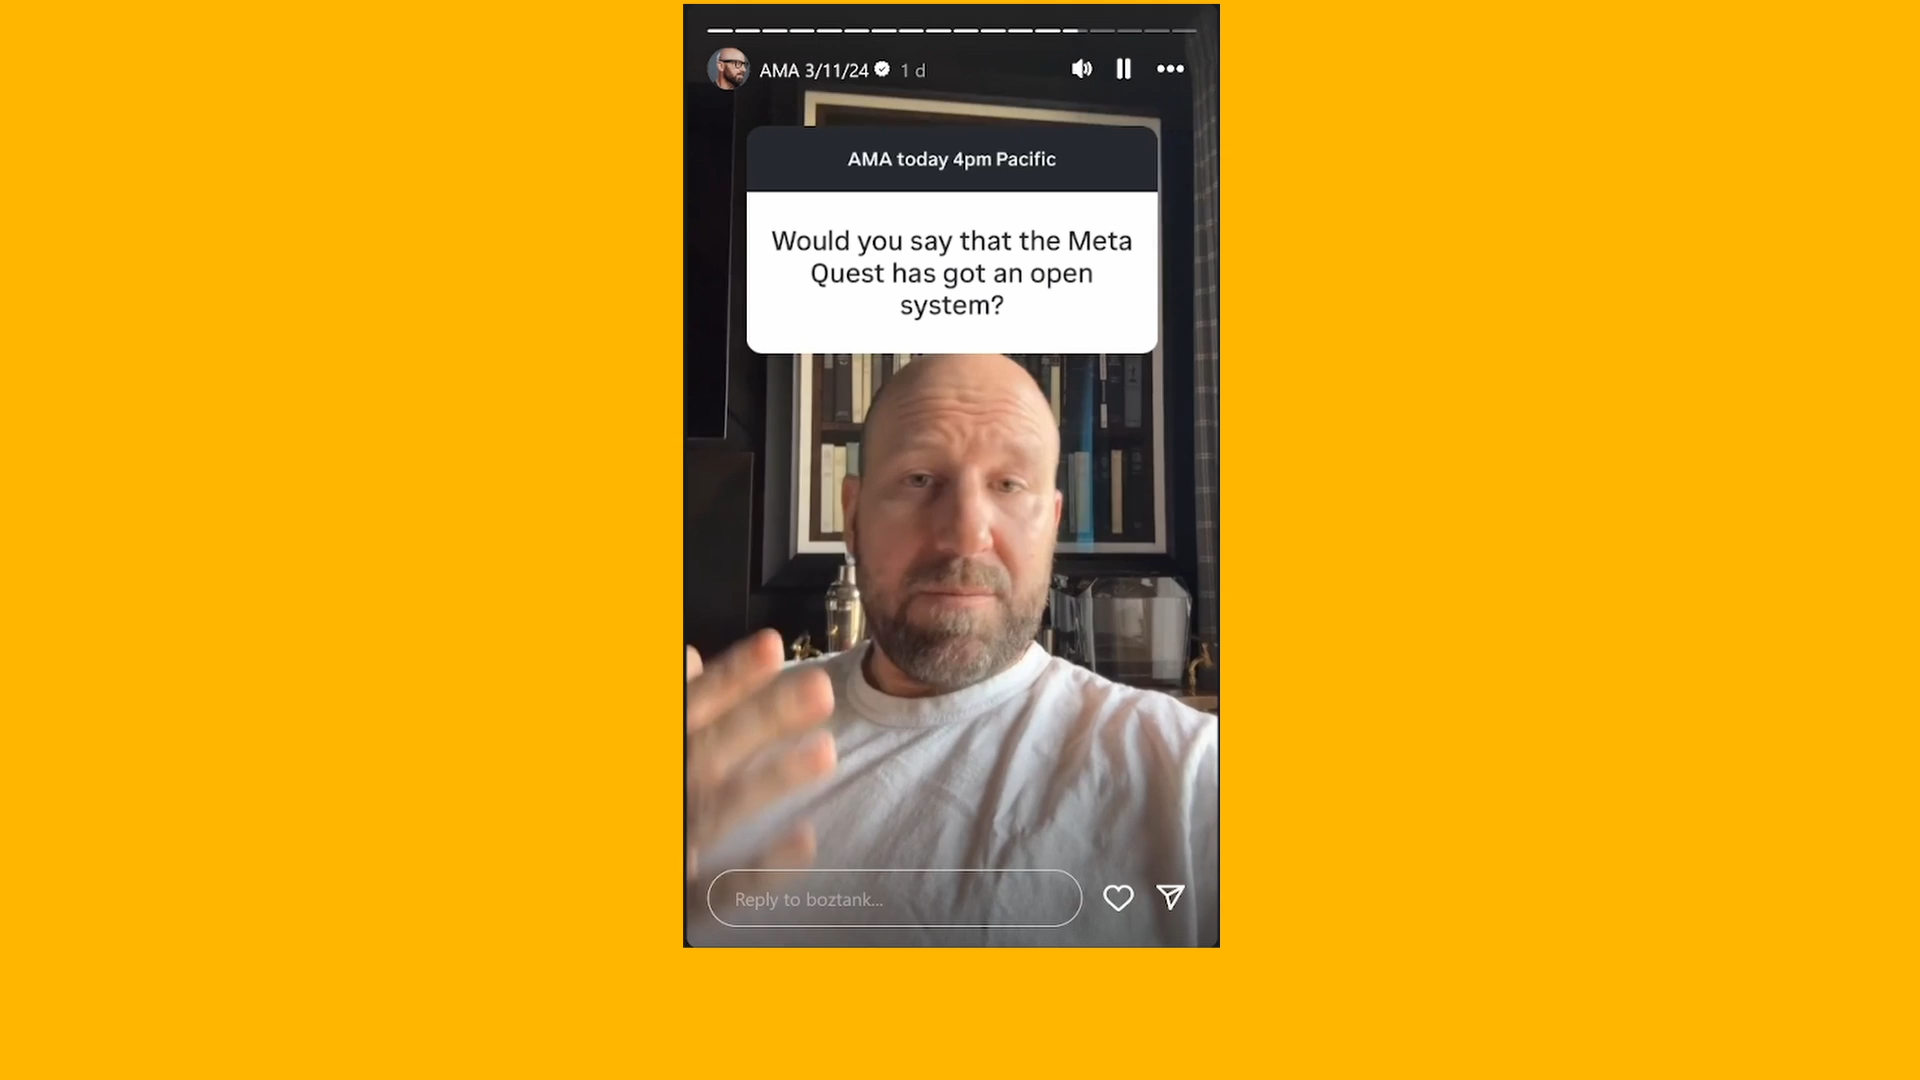 AMA 3/11/24 1 d
AMA today 4pm Pacific
Would you say that the Meta
Quest has got an open
system?
Reply to boztank...